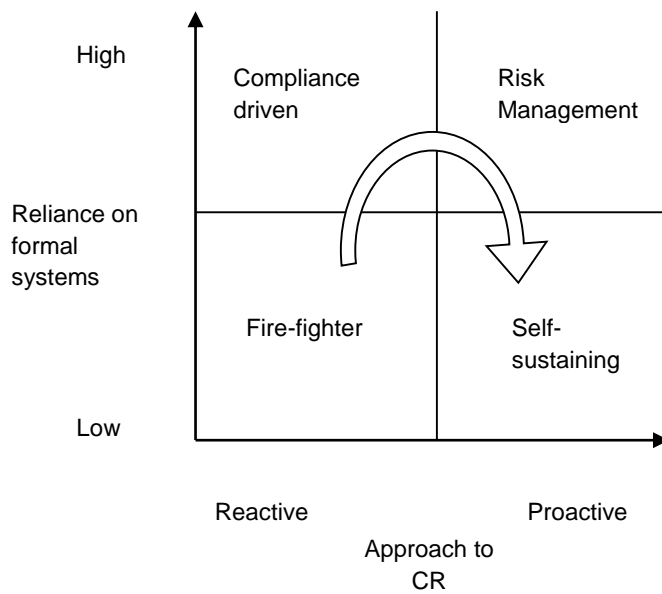 High
Compliance
driven
Risk
Management
Reliance on
formal
systems
Fire-fighter
Self-
sustaining
Low
Reactive
Proactive
Approach to
CR